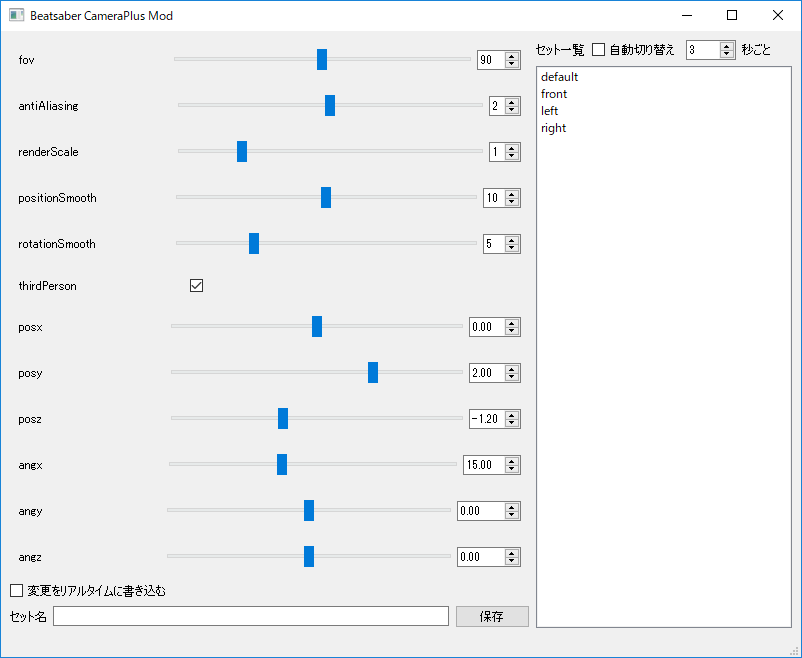 Beatsaber CameraPlus Mod
fov 90
antiAliasing 2
renderScale 1
positionSmooth 10
rotationSmooth 5
thirdPerson
posx 0.00
posy 2.00
posz -1.20
angx 15.00
angy 0.00
angz 0.00
変更をリアルタイムに書き込む
セット名 保存
セット一覧 自動切り替え 3 秒ごと
default
front
left
right